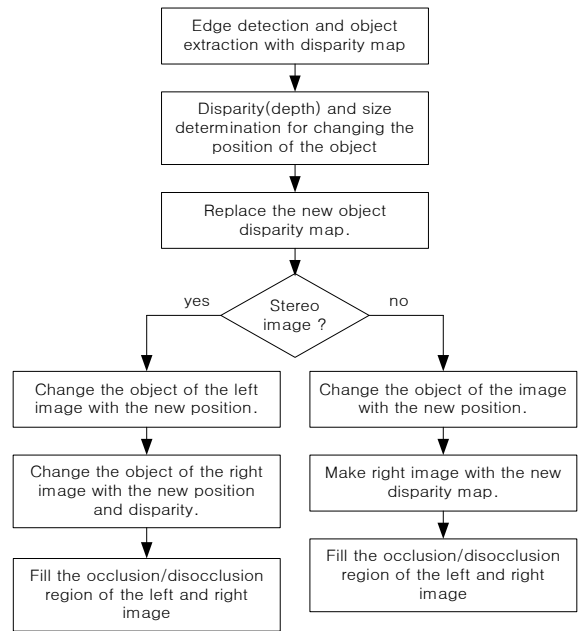 Edge detection and object
extraction with disparity map
Disparity(depth) and size
determination for changing the
position of the object
Replace the new object
disparity map.
Stereo
image ?
yes
no
Change the object of the left
image with the new position.
Change the object of the right
image with the new position
and disparity.
Fill the occlusion/disocclusion
region of the left and right
image
Change the object of the image
with the new position.
Make right image with the new
disparity map.
Fill the occlusion/disocclusion
region of the left and right
image